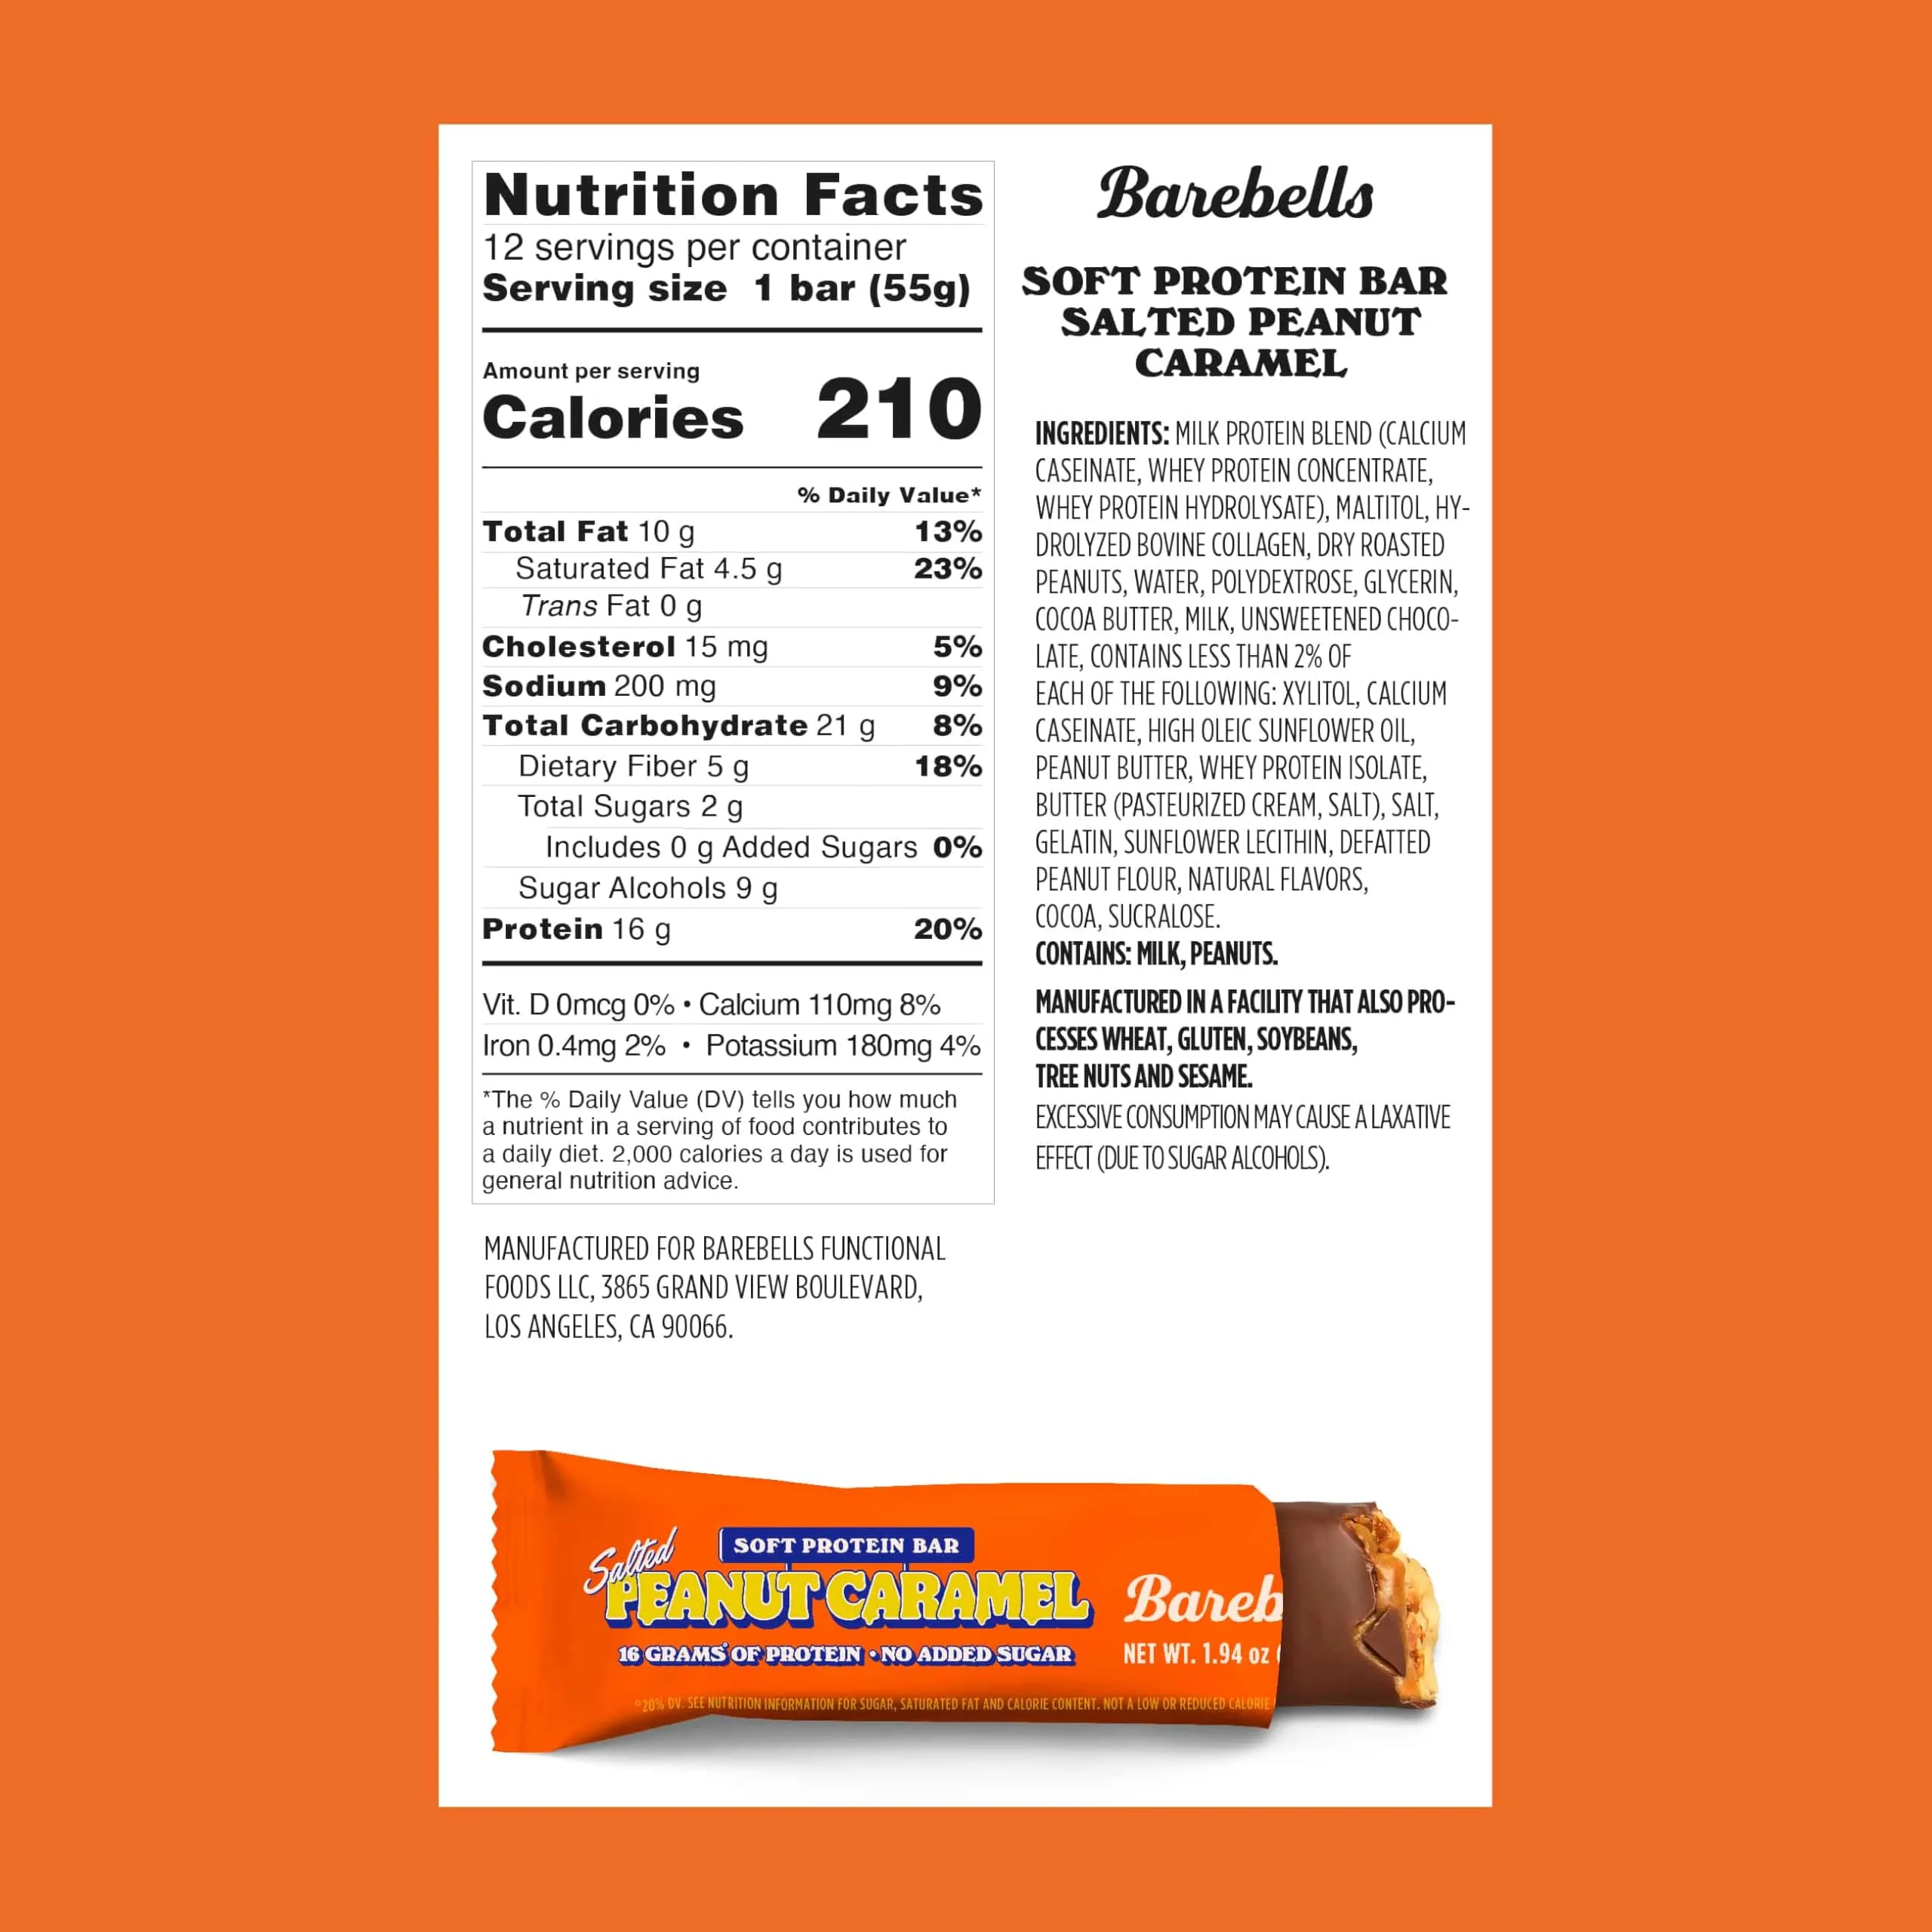 Nutrition Facts
12 servings per container
Serving size 1 bar (55g)
Amount per serving
Calories 210
% Daily Value*
Total Fat 10 g 13%
Saturated Fat 4.5 g 23%
Trans Fat 0 g
Cholesterol 15 mg 5%
Sodium 200 mg 9%
Total Carbohydrate 21 g 8%
Dietary Fiber 5 g 18%
Total Sugars 2 g
Includes 0 g Added Sugars 0%
Sugar Alcohols 9 g
Protein 16 g 20%
Vit. D 0mcg 0% • Calcium 110mg 8%
Iron 0.4mg 2% • Potassium 180mg 4%
*The % Daily Value (DV) tells you how much
a nutrient in a serving of food contributes to
a daily diet. 2,000 calories a day is used for
general nutrition advice.
MANUFACTURED FOR BAREBELLS FUNCTIONAL
FOODS LLC, 3865 GRAND VIEW BOULEVARD,
LOS ANGELES, CA 90066.
Barebells
SOFT PROTEIN BAR
SALTED PEANUT
CARAMEL
INGREDIENTS: MILK PROTEIN BLEND (CALCIUM
CASEINATE, WHEY PROTEIN CONCENTRATE,
WHEY PROTEIN HYDROLYSATE), MALTITOL, HY-
DROLYZED BOVINE COLLAGEN, DRY ROASTED
PEANUTS, WATER, POLYDEXTROSE, GLYCERIN,
COCOA BUTTER, MILK, UNSWEETENED CHOCO-
LATE, CONTAINS LESS THAN 2% OF
EACH OF THE FOLLOWING: XYLITOL, CALCIUM
CASEINATE, HIGH OLEIC SUNFLOWER OIL,
PEANUT BUTTER, WHEY PROTEIN ISOLATE,
BUTTER (PASTEURIZED CREAM, SALT), SALT,
GELATIN, SUNFLOWER LECITHIN, DEFATTED
PEANUT FLOUR, NATURAL FLAVORS,
COCOA, SUCRALOSE.
CONTAINS: MILK, PEANUTS.
MANUFACTURED IN A FACILITY THAT ALSO PRO-
CESSES WHEAT, GLUTEN, SOYBEANS,
TREE NUTS AND SESAME.
EXCESSIVE CONSUMPTION MAY CAUSE A LAXATIVE
EFFECT (DUE TO SUGAR ALCOHOLS).
SOFT PROTEIN BAR
Salted
PEANUT CARAMEL
16 GRAMS* OF PROTEIN • NO ADDED SUGAR
Bareb
NET WT. 1.94 oz (
*20% DV. SEE NUTRITION INFORMATION FOR SUGAR, SATURATED FAT AND CALORIE CONTENT. NOT A LOW OR REDUCED CALORIE